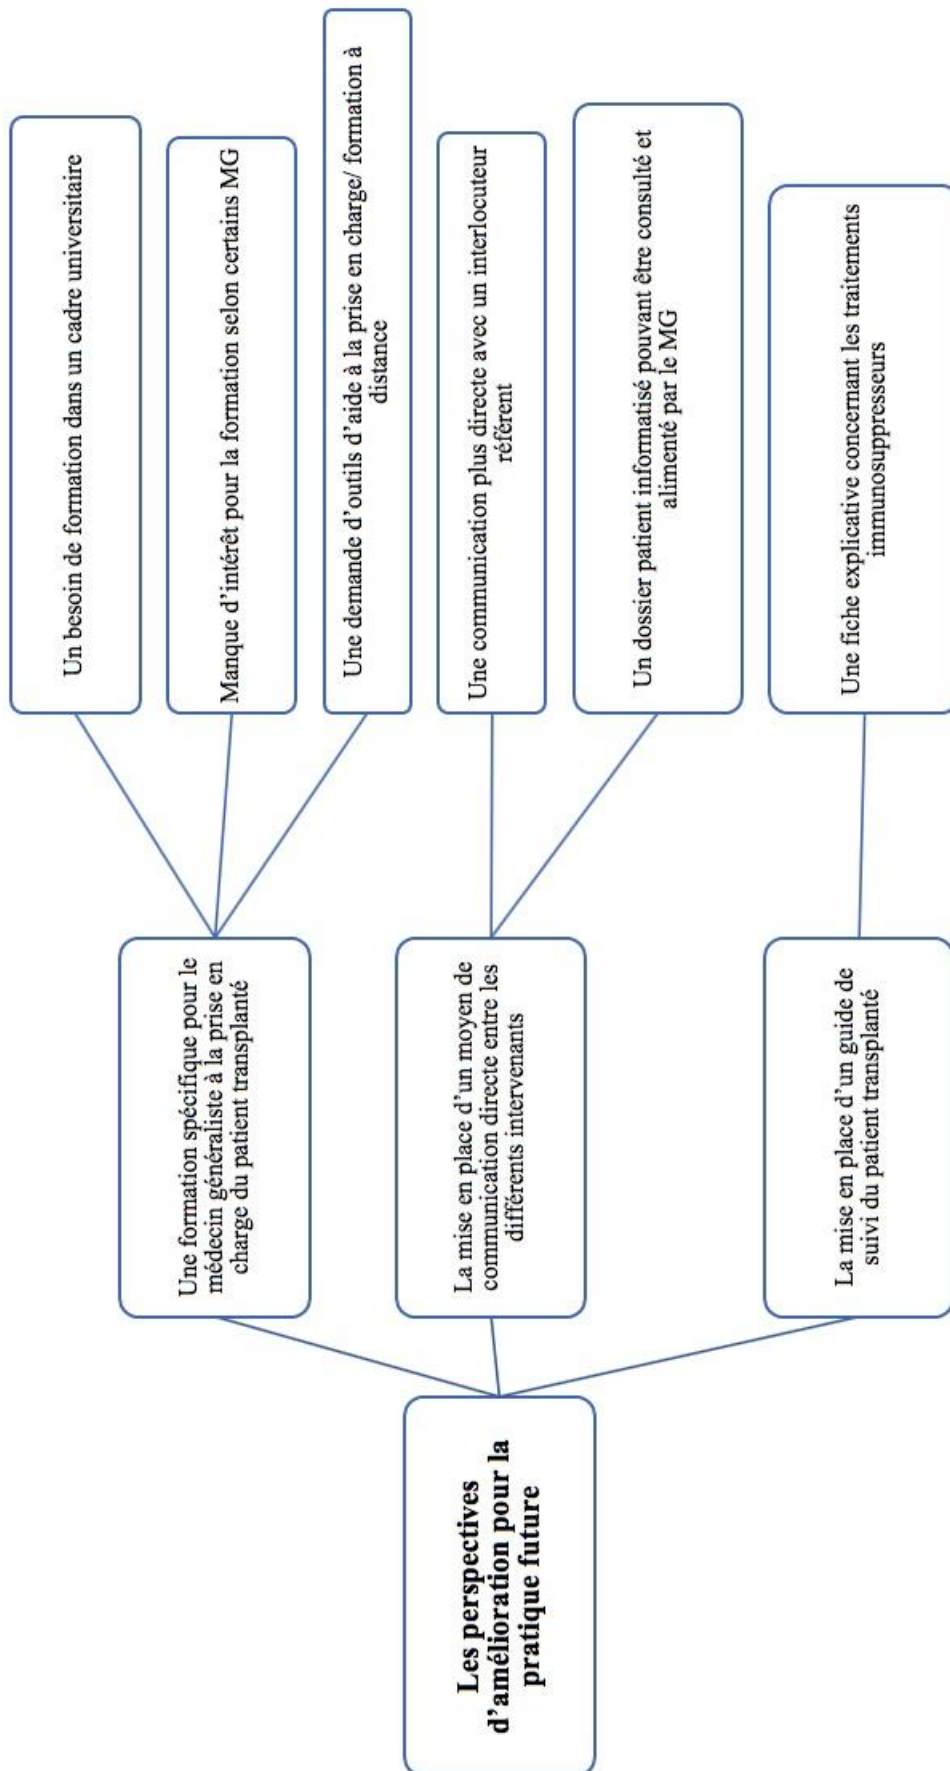 Les perspectives
d’amélioration pour la
pratique future
Une formation spécifique pour le
médecin généraliste à la prise en
charge du patient transplanté
Un besoin de formation dans un cadre universitaire
Manque d’intérêt pour la formation selon certains MG
Une demande d’outils d’aide à la prise en charge/ formation à
distance
La mise en place d’un moyen de
communication directe entre les
différents intervenants
Une communication plus directe avec un interlocuteur
référent
Un dossier patient informatisé pouvant être consulté et
alimenté par le MG
La mise en place d’un guide de
suivi du patient transplanté
Une fiche explicative concernant les traitements
immunosuppresseurs